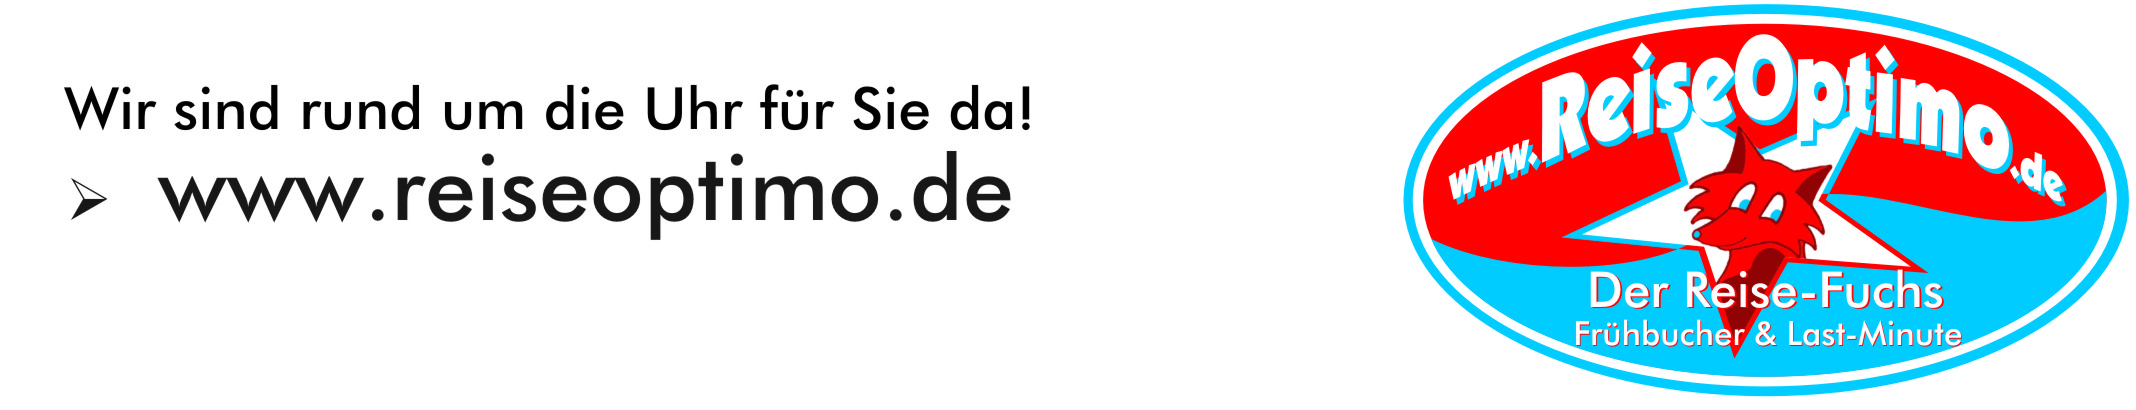 Wir sind rund um die Uhr für Sie da!
➢ www.reiseoptimo.de
www.ReiseOptimo.de
Der Reise-Fuchs
Frühbucher & Last-Minute